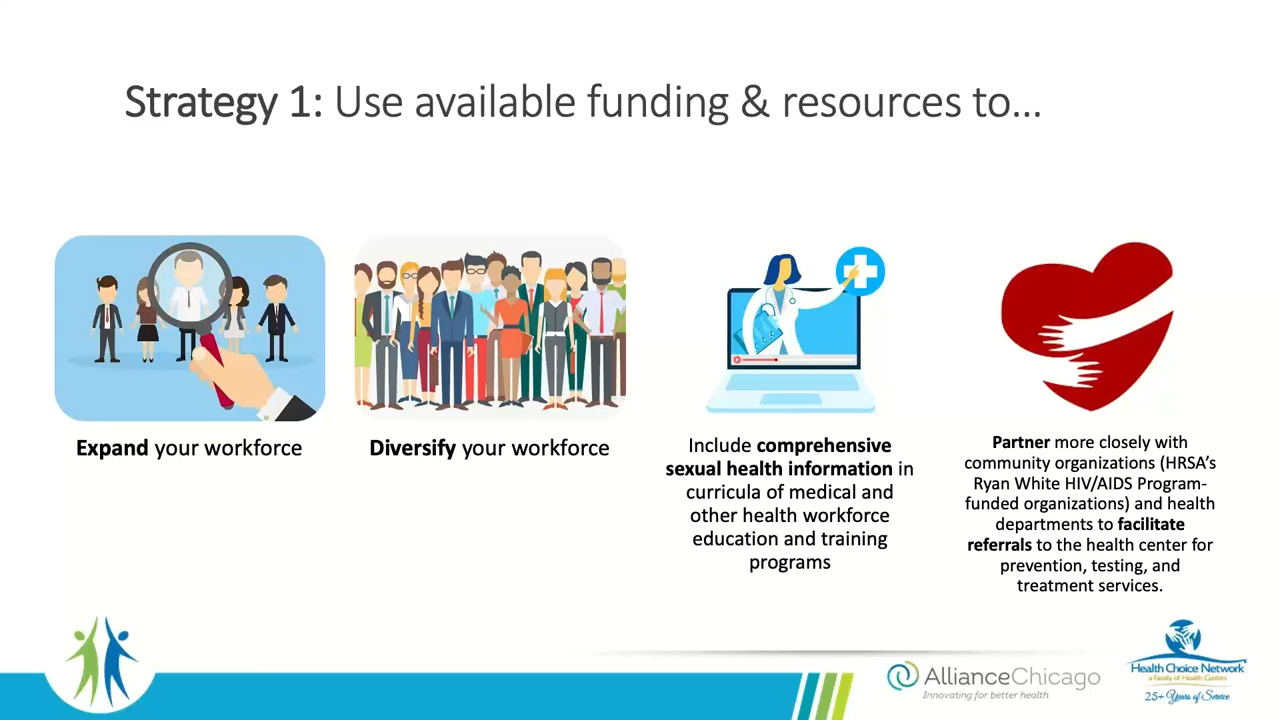 Strategy 1: Use available funding & resources to...
Expand your workforce
Diversify your workforce
Include comprehensive
sexual health information in
curricula of medical and
other health workforce
education and training
programs
Partner more closely with
community organizations (HRSA's
Ryan White HIV/AIDS Program-
funded organizations) and health
departments to facilitate
referrals to the health center for
prevention, testing, and
treatment services.
AllianceChicago
Innovating for better health
Health Choice Network
a Family of Health Centers
25+ Years of Service